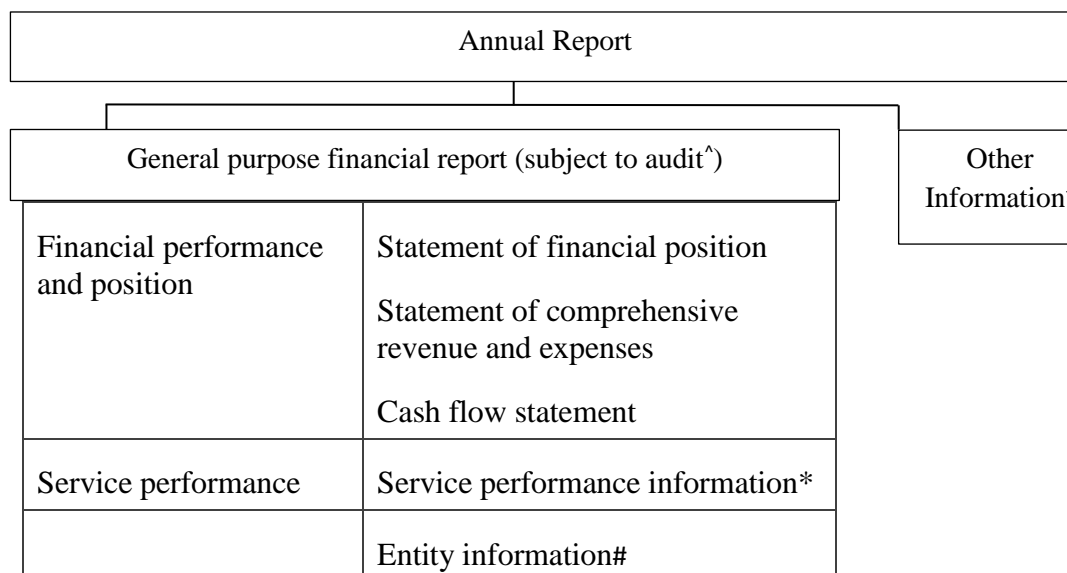 Annual Report
General purpose financial report (subject to audit^)
Other
Information
Financial performance
and position
Statement of financial position
Statement of comprehensive
revenue and expenses
Cash flow statement
Service performance
Service performance information*
Entity information#